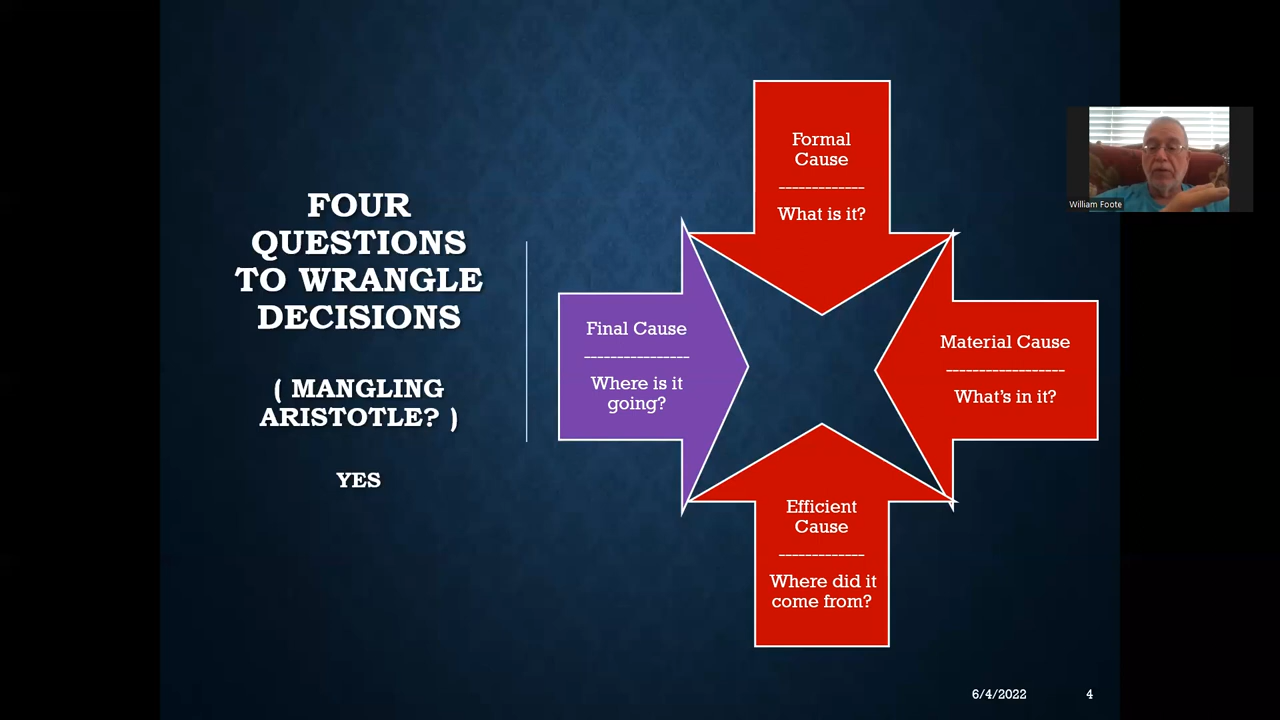 FOUR
QUESTIONS
TO WRANGLE
DECISIONS
( MANGLING
ARISTOTLE? )
YES
Formal
Cause
-------------
What is it?
Final Cause
----------------
Where is it
going?
Material Cause
------------------
What's in it?
Efficient
Cause
-------------
Where did it
come from?
William Foote
6/4/2022
4